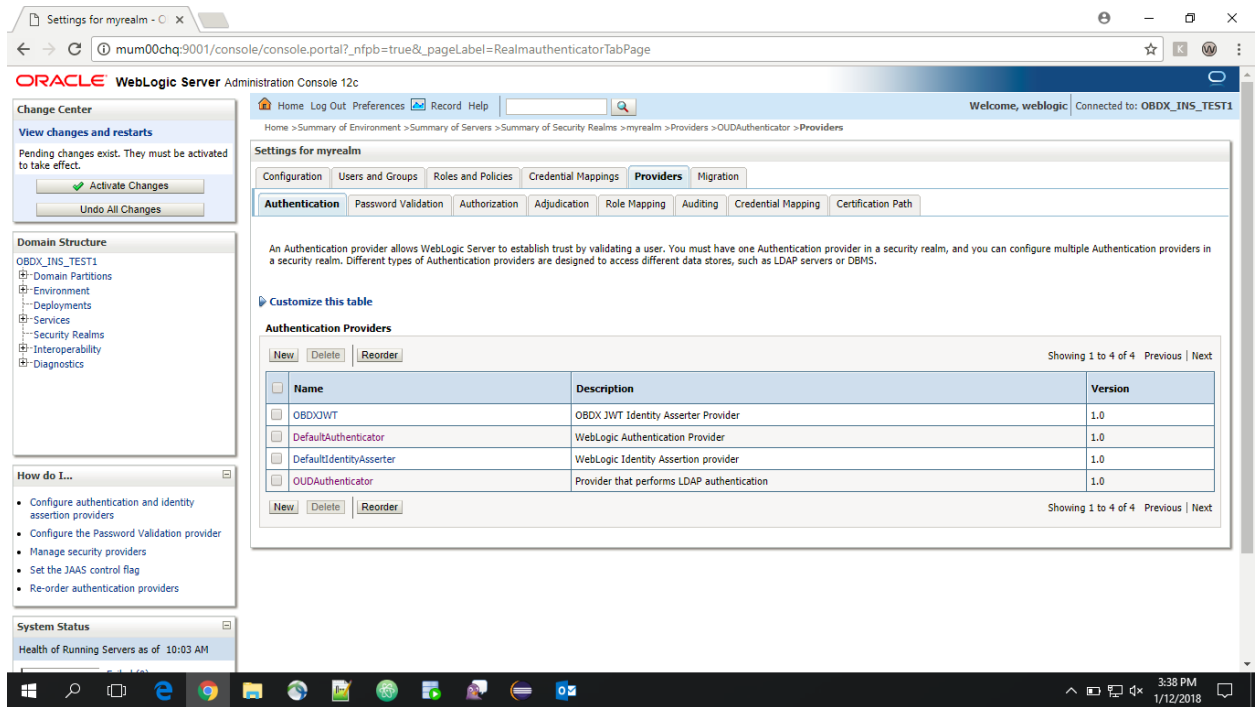 Settings for myrealm - O
mum00chq:9001/console/console.portal?_nfpb=true&_pageLabel=RealmauthenticatorTabPage
K
ORACLE WebLogic Server Administration Console 12c
Change Center
View changes and restarts
Pending changes exist. They must be activated
to take effect.
Activate Changes
Undo All Changes
Domain Structure
OBDX_INS_TEST1
Domain Partitions
Environment
Deployments
Services
Security Realms
Interoperability
Diagnostics
How do I...
Configure authentication and identity
assertion providers
Configure the Password Validation provider
Manage security providers
Set the JAAS control flag
Re-order authentication providers
System Status
Health of Running Servers as of 10:03 AM
Home Log Out Preferences Record Help
Welcome, weblogic Connected to: OBDX_INS_TEST1
Home >Summary of Environment >Summary of Servers >Summary of Security Realms >myrealm >Providers >OUDAuthenticator >Providers
Settings for myrealm
Configuration Users and Groups Roles and Policies Credential Mappings Providers Migration
Authentication Password Validation Authorization Adjudication Role Mapping Auditing Credential Mapping Certification Path
An Authentication provider allows WebLogic Server to establish trust by validating a user. You must have one Authentication provider in a security realm, and you can configure multiple Authentication providers in
a security realm. Different types of Authentication providers are designed to access different data stores, such as LDAP servers or DBMS.
Customize this table
Authentication Providers
New Delete Reorder Showing 1 to 4 of 4 Previous | Next
Name Description Version
OBDXJWT OBDX JWT Identity Asserter Provider 1.0
DefaultAuthenticator WebLogic Authentication Provider 1.0
DefaultIdentityAsserter WebLogic Identity Assertion provider 1.0
OUDAuthenticator Provider that performs LDAP authentication 1.0
New Delete Reorder Showing 1 to 4 of 4 Previous | Next
3:38 PM
1/12/2018